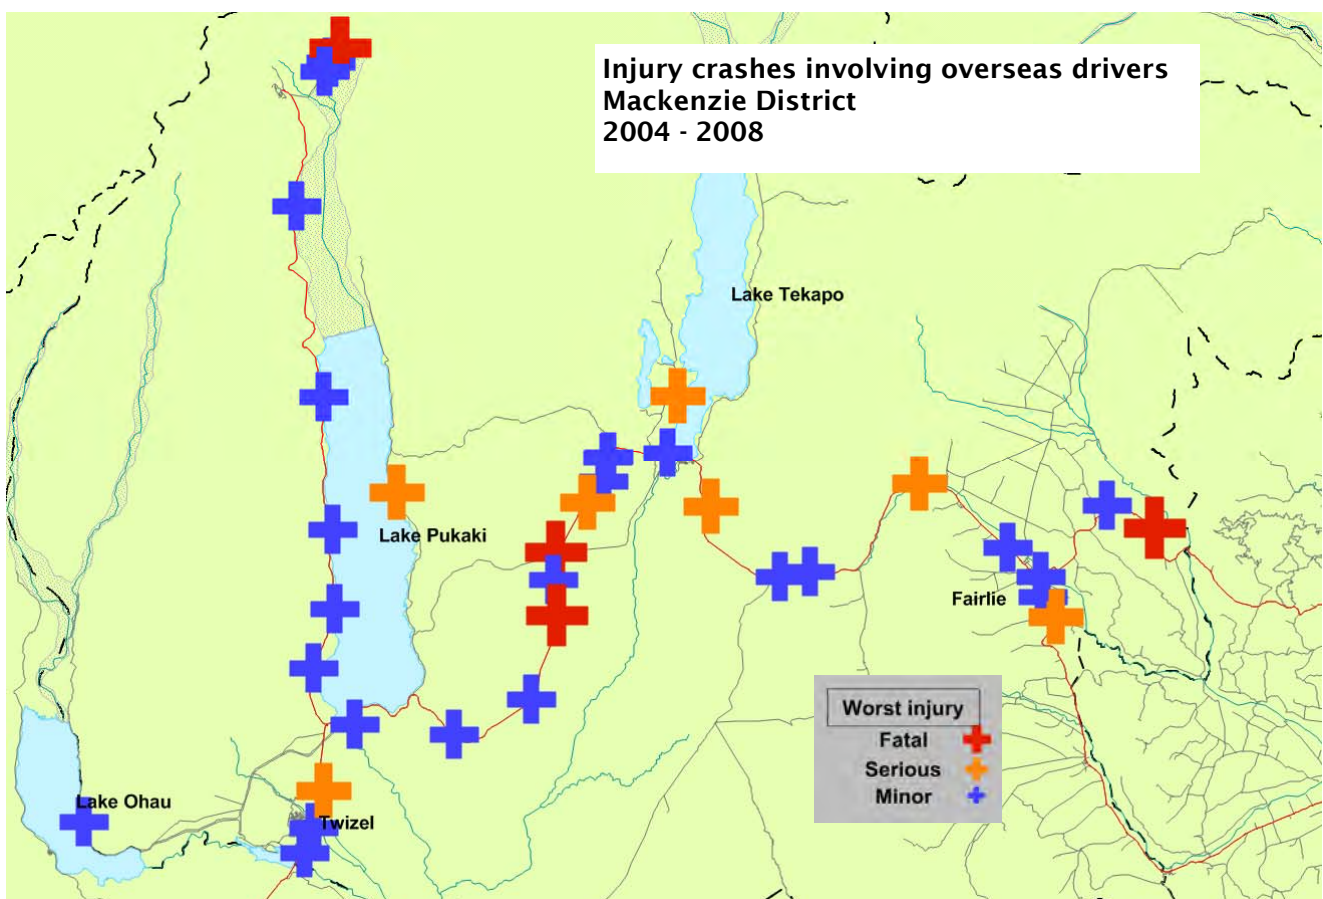 Injury crashes involving overseas drivers
Mackenzie District
2004 - 2008
Lake Tekapo
Lake Pukaki
Fairlie
Worst injury
Fatal
Serious
Minor
Lake Ohau
Twizel